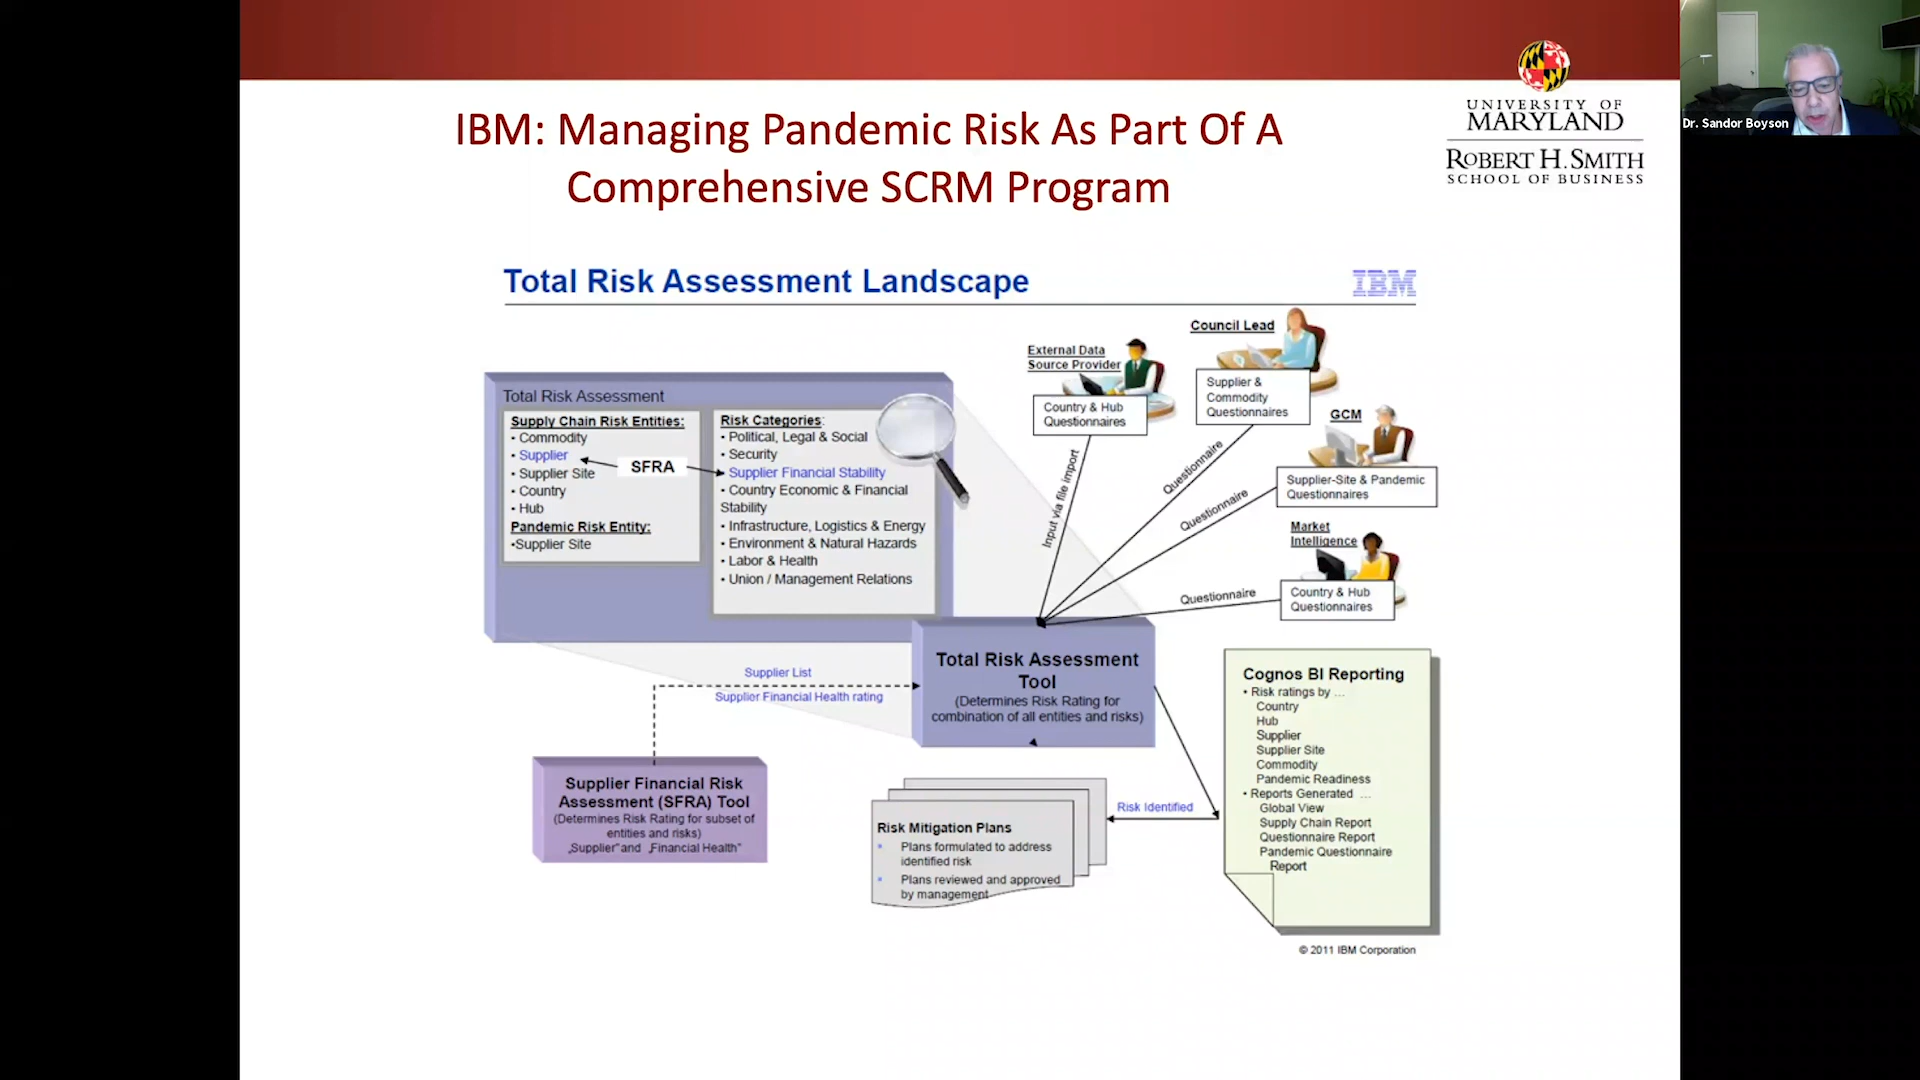 IBM: Managing Pandemic Risk As Part Of A
Comprehensive SCRM Program
UNIVERSITY OF
MARYLAND
ROBERT H. SMITH
SCHOOL OF BUSINESS
Dr. Sandor Boyson
Total Risk Assessment Landscape
IBM
Total Risk Assessment
Supply Chain Risk Entities:
• Commodity
• Supplier
• Supplier Site
• Country
• Hub
Pandemic Risk Entity:
•Supplier Site
SFRA
Risk Categories:
• Political, Legal & Social
• Security
• Supplier Financial Stability
• Country Economic & Financial
Stability
• Infrastructure, Logistics & Energy
• Environment & Natural Hazards
• Labor & Health
• Union / Management Relations
External Data
Source Provider
Country & Hub
Questionnaires
Council Lead
Supplier &
Commodity
Questionnaires
GCM
Supplier-Site & Pandemic
Questionnaires
Market
Intelligence
Country & Hub
Questionnaires
Input via file import
Questionnaire
Questionnaire
Questionnaire
Total Risk Assessment
Tool
(Determines Risk Rating for
combination of all entities and risks)
Supplier List
Supplier Financial Health rating
Supplier Financial Risk
Assessment (SFRA) Tool
(Determines Risk Rating for subset of
entities and risks)
„Supplier" and „Financial Health"
Risk Mitigation Plans
Plans formulated to address
identified risk
Plans reviewed and approved
by management
Risk Identified
Cognos BI Reporting
• Risk ratings by ...
Country
Hub
Supplier
Supplier Site
Commodity
Pandemic Readiness
• Reports Generated ...
Global View
Supply Chain Report
Questionnaire Report
Pandemic Questionnaire
Report
© 2011 IBM Corporation